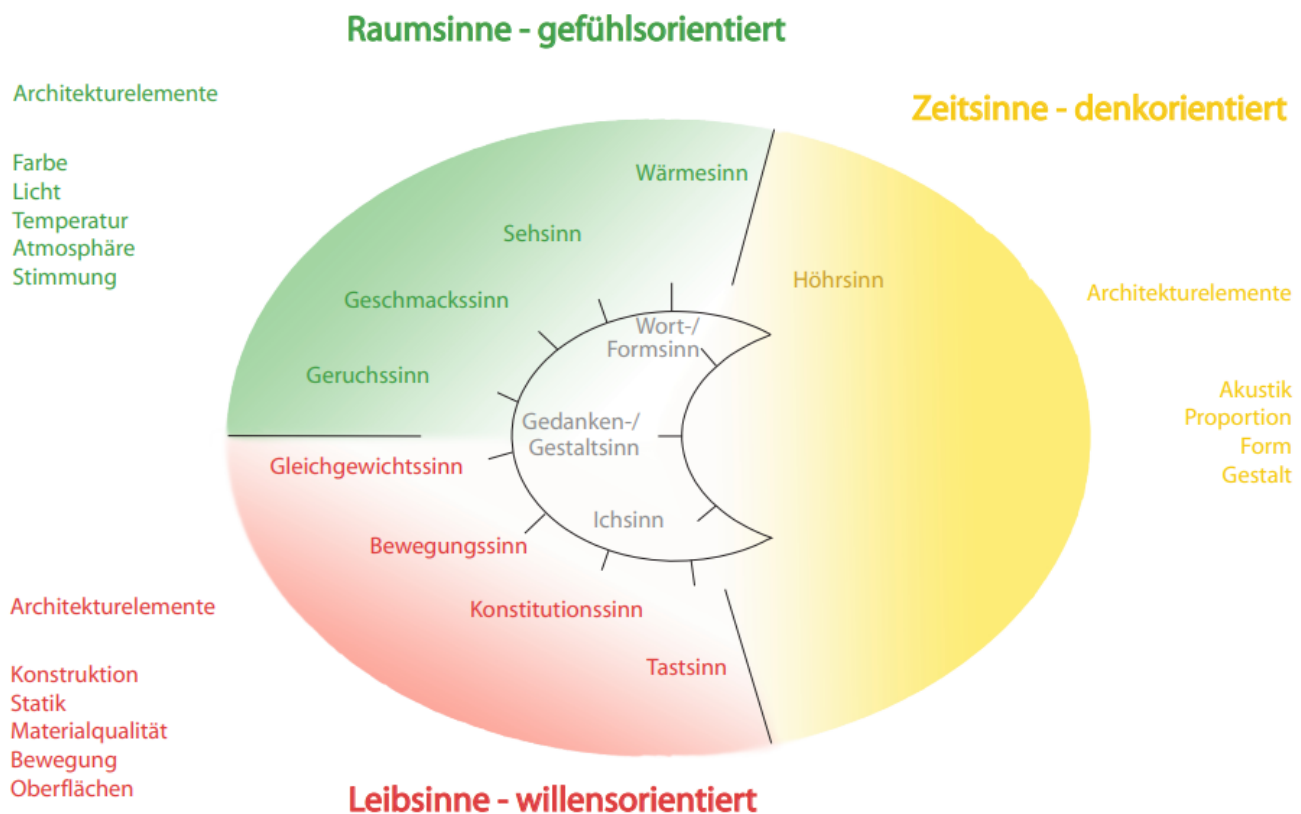 Raumsinne - gefühlsorientiert
Architekturelemente
Farbe
Licht
Temperatur
Atmosphäre
Stimmung
Zeitsinne - denkorientiert
Architekturelemente
Akustik
Proportion
Form
Gestalt
Wärmesinn
Sehsinn
Geschmackssinn
Geruchssinn
Höhrsinn
Wort-/
Formsinn
Gedanken-/
Gestaltsinn
Ichsinn
Gleichgewichtssinn
Bewegungssinn
Konstitutionssinn
Tastsinn
Architekturelemente
Konstruktion
Statik
Materialqualität
Bewegung
Oberflächen
Leibsinne - willensorientiert